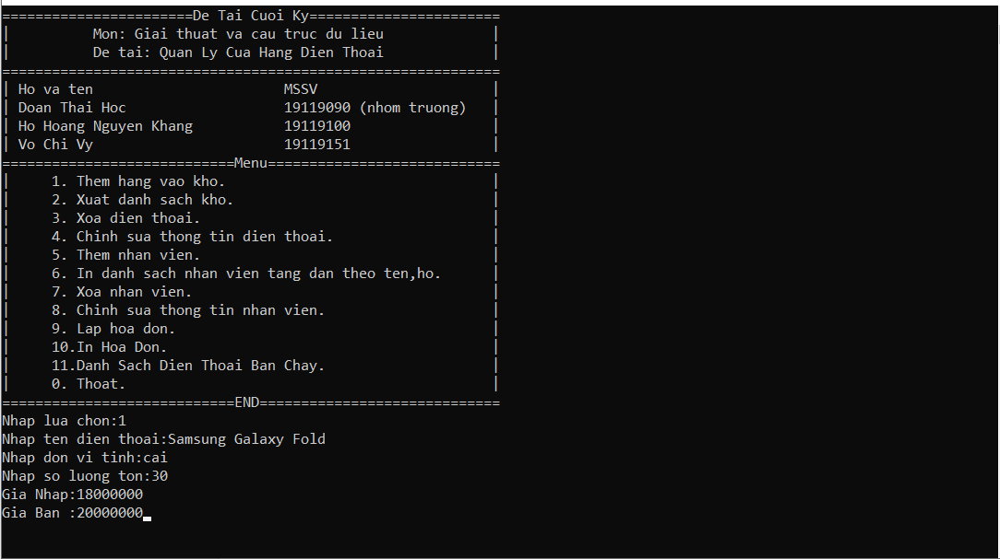 =======================De Tai Cuoi Ky=======================
|          Mon: Giai thuat va cau truc du lieu             |
|          De tai: Quan Ly Cua Hang Dien Thoai             |
============================================================
| Ho va ten                       MSSV                     |
| Doan Thai Hoc                   19119090 (nhom truong)   |
| Ho Hoang Nguyen Khang           19119100                 |
| Vo Chi Vy                       19119151                 |
============================Menu============================
|     1. Them hang vao kho.                                |
|     2. Xuat danh sach kho.                               |
|     3. Xoa dien thoai.                                   |
|     4. Chinh sua thong tin dien thoai.                   |
|     5. Them nhan vien.                                   |
|     6. In danh sach nhan vien tang dan theo ten,ho.      |
|     7. Xoa nhan vien.                                    |
|     8. Chinh sua thong tin nhan vien.                    |
|     9. Lap hoa don.                                      |
|     10.In Hoa Don.                                       |
|     11.Danh Sach Dien Thoai Ban Chay.                    |
|     0. Thoat.                                            |
============================END=============================
Nhap lua chon:1
Nhap ten dien thoai:Samsung Galaxy Fold
Nhap don vi tinh:cai
Nhap so luong ton:30
Gia Nhap:18000000
Gia Ban :20000000